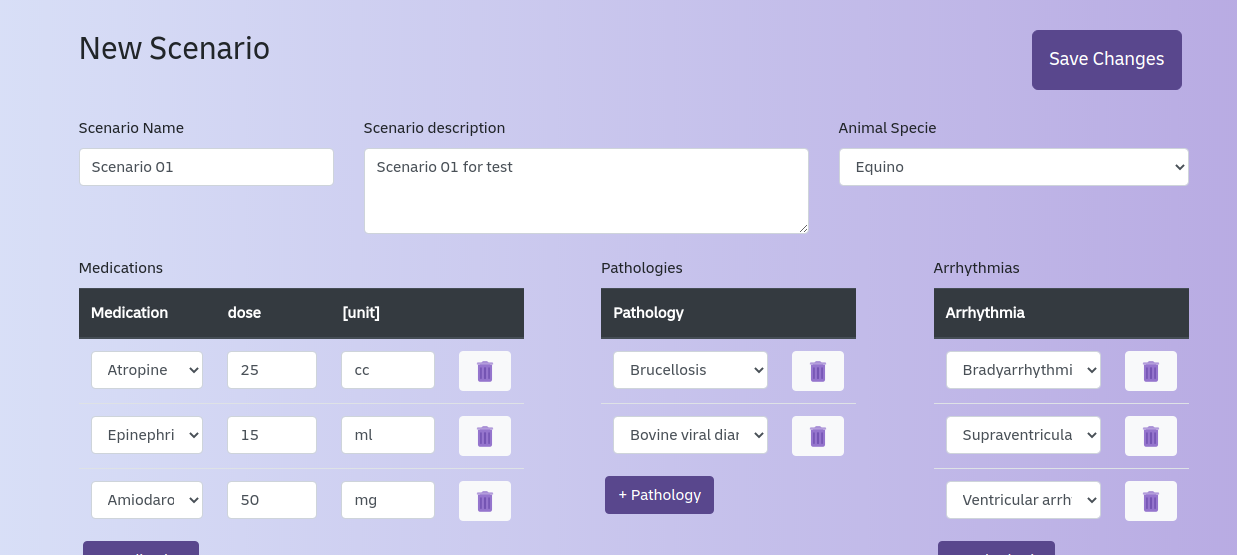 New Scenario
Save Changes
Scenario Name
Scenario description
Animal Specie
Scenario 01
Scenario 01 for test
Equino
Medications
Pathologies
Arrhythmias
Medication dose [unit]
Pathology
Arrhythmia
Atropine 25 cc
Brucellosis
Bradyarrhythmi
Epinephri 15 ml
Bovine viral diar
Supraventricula
Amiodaro 50 mg
+ Pathology
Ventricular arrh